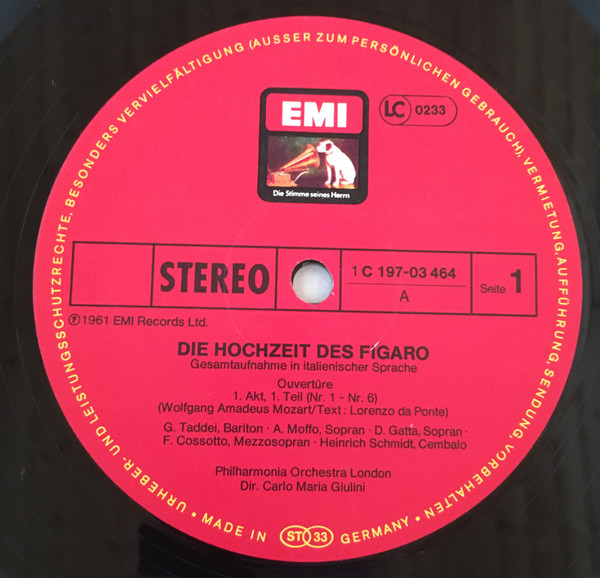 URHEBER- UND LEISTUNGSSCHUTZRECHTE, BESONDERS VERVIELFÄLTIGUNG (AUSSER ZUM PERSÖNLICHEN GEBRAUCH), VERMIETUNG, AUFFÜHRUNG, SENDUNG, VORBEHALTEN •
EMI
Die Stimme seines Herrn
LC 0233
STEREO
1 C 197-03 464
A
Seite 1
Ⓟ1961 EMI Records Ltd.
DIE HOCHZEIT DES FIGARO
Gesamtaufnahme in italienischer Sprache
Ouvertüre
1. Akt, 1. Teil (Nr. 1 - Nr. 6)
(Wolfgang Amadeus Mozart/Text : Lorenzo da Ponte)
G. Taddei, Bariton · A. Moffo, Sopran · D. Gatta, Sopran ·
F. Cossotto, Mezzosopran · Heinrich Schmidt, Cembalo
Philharmonia Orchestra London
Dir. Carlo Maria Giulini
• MADE IN ST 33 GERMANY •